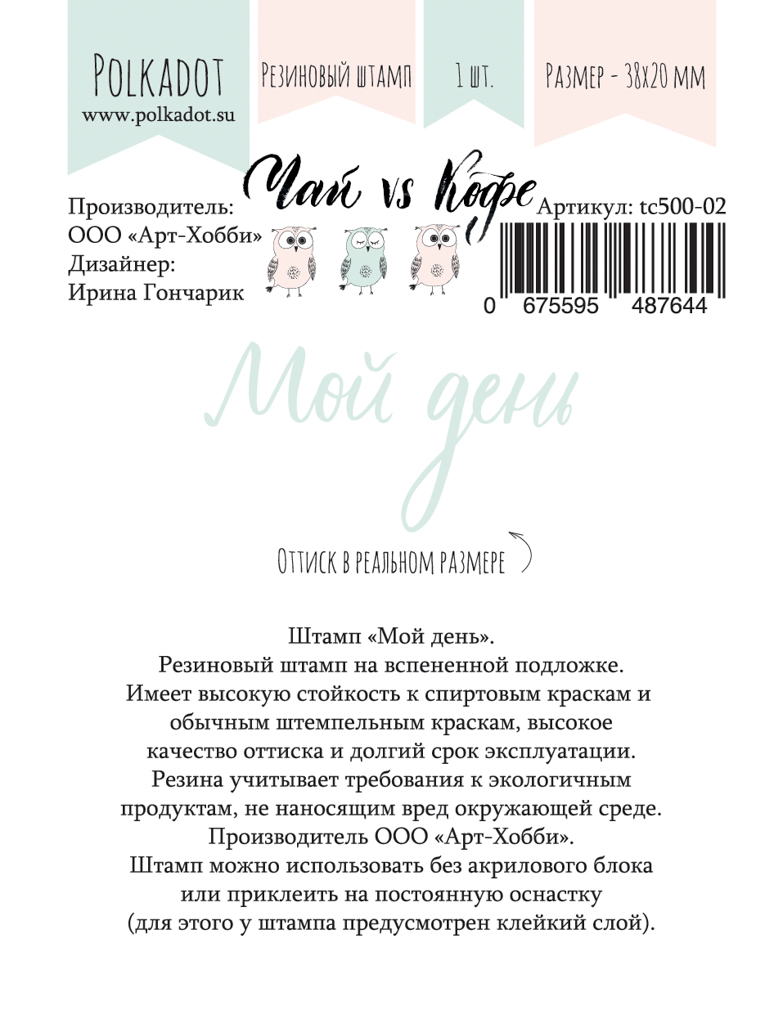 Polkadot
www.polkadot.su
Резиновый штамп
1 шт.
Размер - 38х20 мм
Чай vs Кофе
Производитель:
ООО «Арт-Хобби»
Дизайнер:
Ирина Гончарик
Артикул: tc500-02
0 675595 487644
Мой день
Оттиск в реальном размере
Штамп «Мой день».
Резиновый штамп на вспененной подложке.
Имеет высокую стойкость к спиртовым краскам и
обычным штемпельным краскам, высокое
качество оттиска и долгий срок эксплуатации.
Резина учитывает требования к экологичным
продуктам, не наносящим вред окружающей среде.
Производитель ООО «Арт-Хобби».
Штамп можно использовать без акрилового блока
или приклеить на постоянную оснастку
(для этого у штампа предусмотрен клейкий слой).